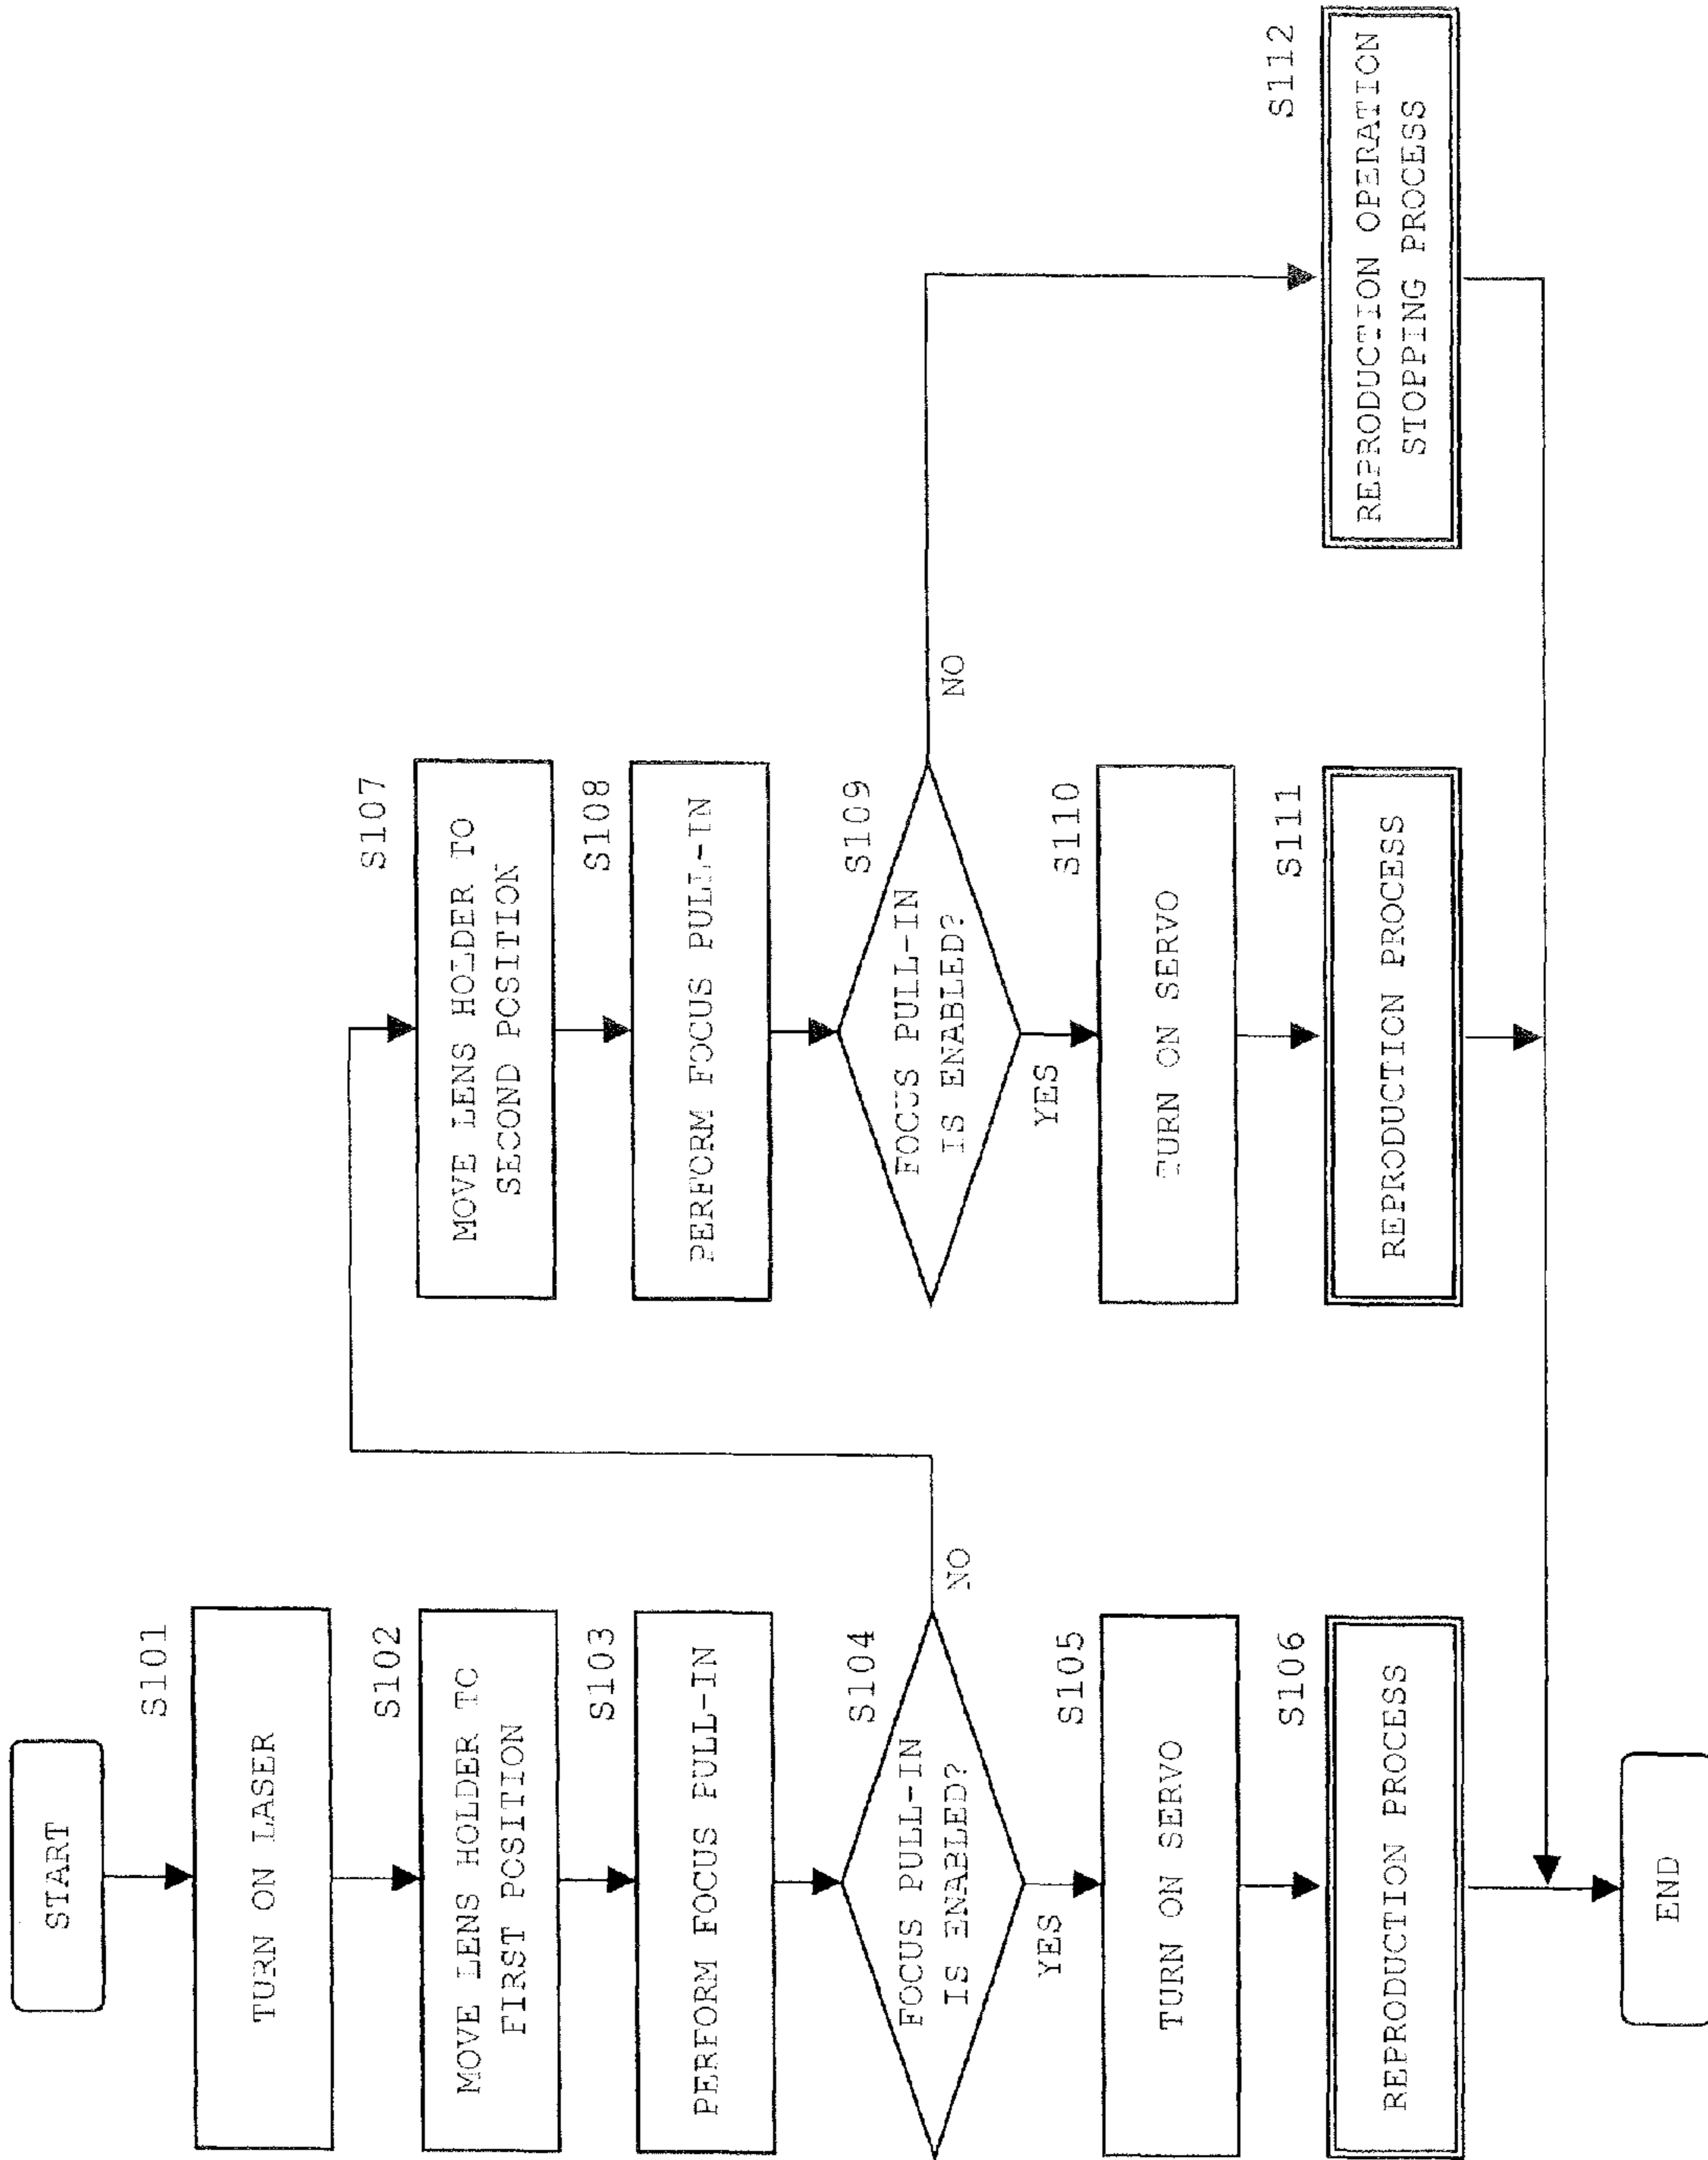 START
S101
TURN ON LASER
S102
MOVE LENS HOLDER TO
FIRST POSITION
S103
PERFORM FOCUS PULL-IN
S104
FOCUS PULL-IN
IS ENABLED?
NO
YES
S105
TURN ON SERVO
S106
REPRODUCTION PROCESS
END
S107
MOVE LENS HOLDER TO
SECOND POSITION
S108
PERFORM FOCUS PULL-IN
S109
FOCUS PULL-IN
IS ENABLED?
NO
YES
S110
TURN ON SERVO
S111
REPRODUCTION PROCESS
S112
REPRODUCTION OPERATION
STOPPING PROCESS